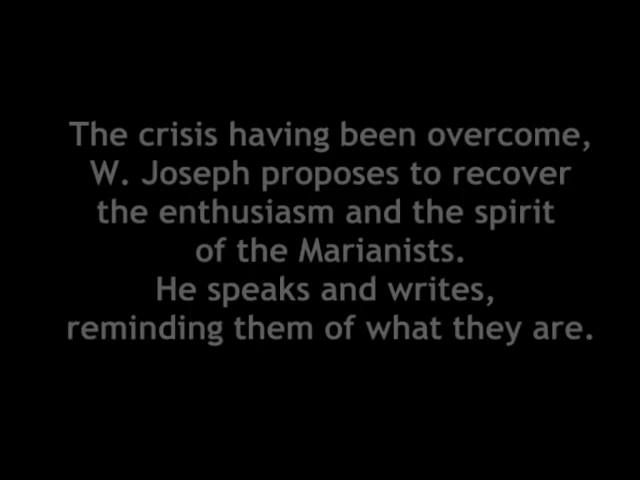 The crisis having been overcome,
W. Joseph proposes to recover
the enthusiasm and the spirit
of the Marianists.
He speaks and writes,
reminding them of what they are.